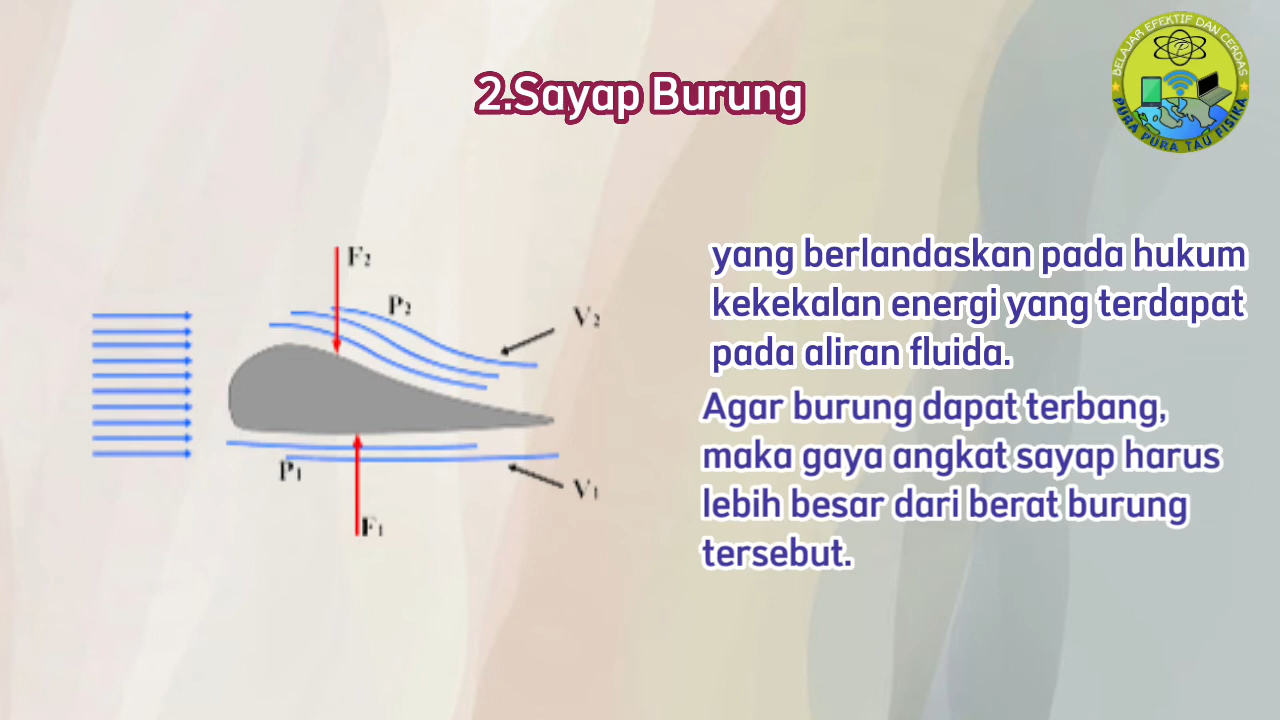 2.Sayap Burung
BELAJAR EFEKTIF DAN CERDAS
PURA PURA TAU FISIKA
F2
P2
V2
P1
V1
F1
yang berlandaskan pada hukum
kekekalan energi yang terdapat
pada aliran fluida.
Agar burung dapat terbang,
maka gaya angkat sayap harus
lebih besar dari berat burung
tersebut.